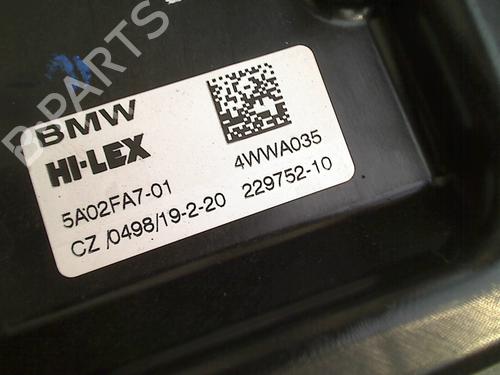 B-PARTS
BMW
HI-LEX
4WWA035
5A02FA7-01
229752-10
CZ /0498/19-2-20